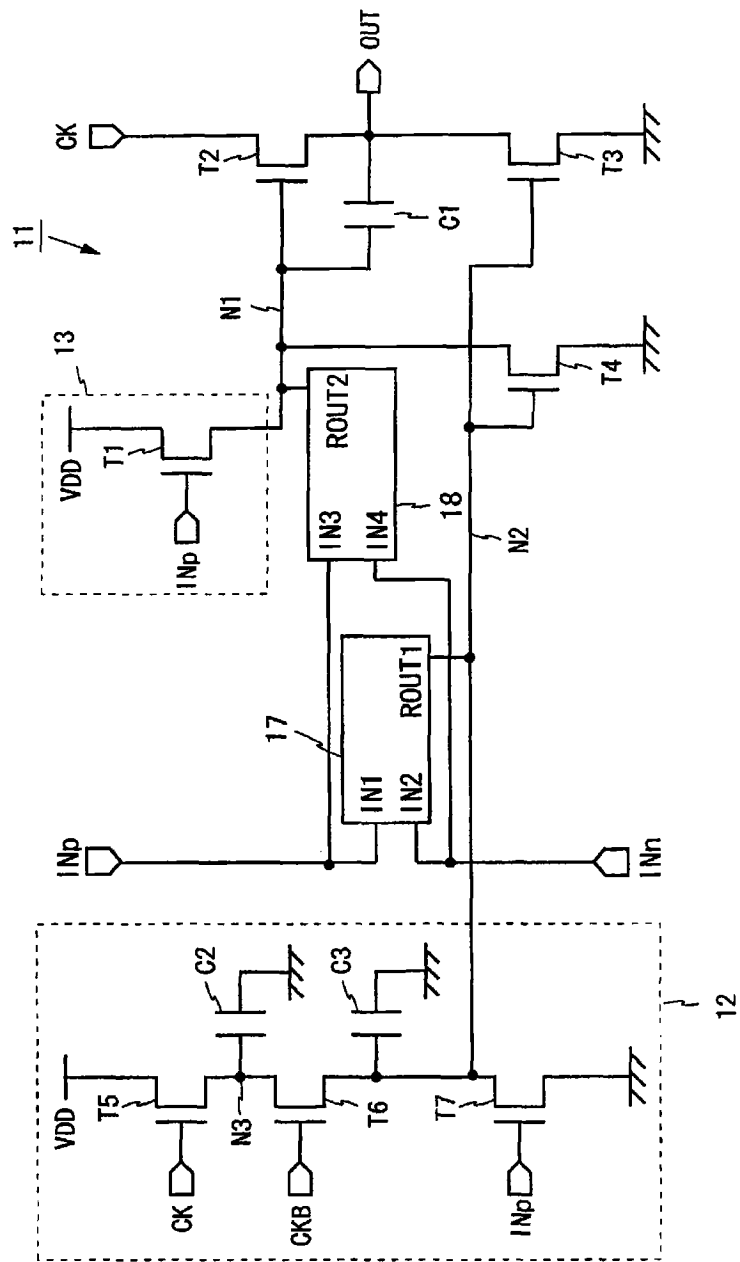 11
CK
T2
OUT
C1
T3
N1
13
VDD
T1
INp
ROUT2
IN3
IN4
18
T4
N2
17
IN1
IN2
ROUT1
INp
INn
12
VDD
T5
CK
N3
C2
CKB
T6
C3
T7
INp